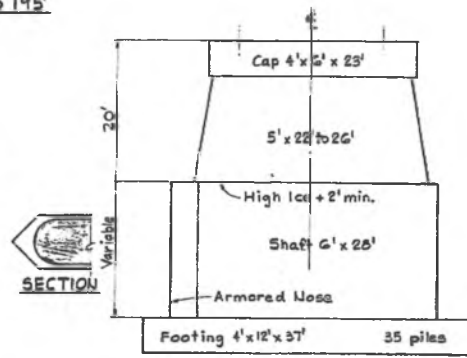 195'
Cap 4' x 6' x 23'
20'
5' x 22' to 26'
High Ice + 2' min.
Variable
Shaft 6' x 28'
SECTION
Armored Nose
Footing 4' x 12' x 37' 35 piles